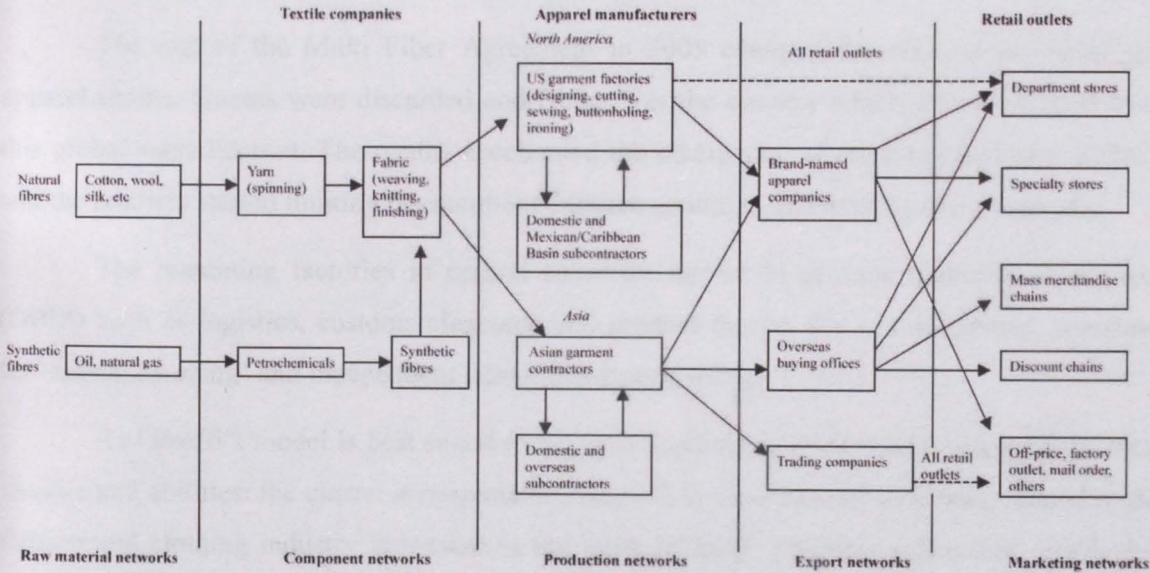 Textile companies
Apparel manufacturers
Retail outlets
North America
All retail outlets
US garment factories
(designing, cutting,
sewing, buttonholing,
ironing)
Department stores
Natural
fibres
Cotton, wool,
silk, etc
Yarn
(spinning)
Fabric
(weaving,
knitting,
finishing)
Brand-named
apparel
companies
Specialty stores
Domestic and
Mexican/Caribbean
Basin subcontractors
Mass merchandise
chains
Asia
Synthetic
fibres
Oil, natural gas
Petrochemicals
Synthetic
fibres
Asian garment
contractors
Overseas
buying offices
Discount chains
Domestic and
overseas
subcontractors
Trading companies
All retail
outlets
Off-price, factory
outlet, mail order,
others
Raw material networks
Component networks
Production networks
Export networks
Marketing networks